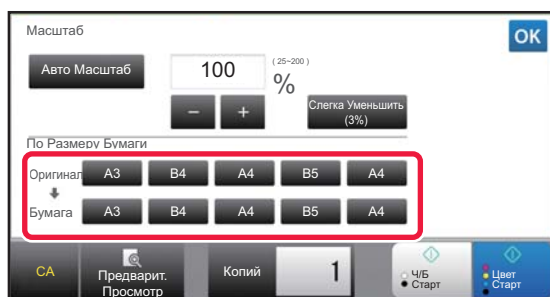 Масштаб
OK
Авто Масштаб
100
(25~200)
%
−
+
Слегка Уменьшить
(3%)
По Размеру Бумаги
Оригинал A3 B4 A4 B5 A4
Бумага A3 B4 A4 B5 A4
CA
Предварит.
Просмотр
Копий
1
Ч/Б
Старт
Цвет
Старт